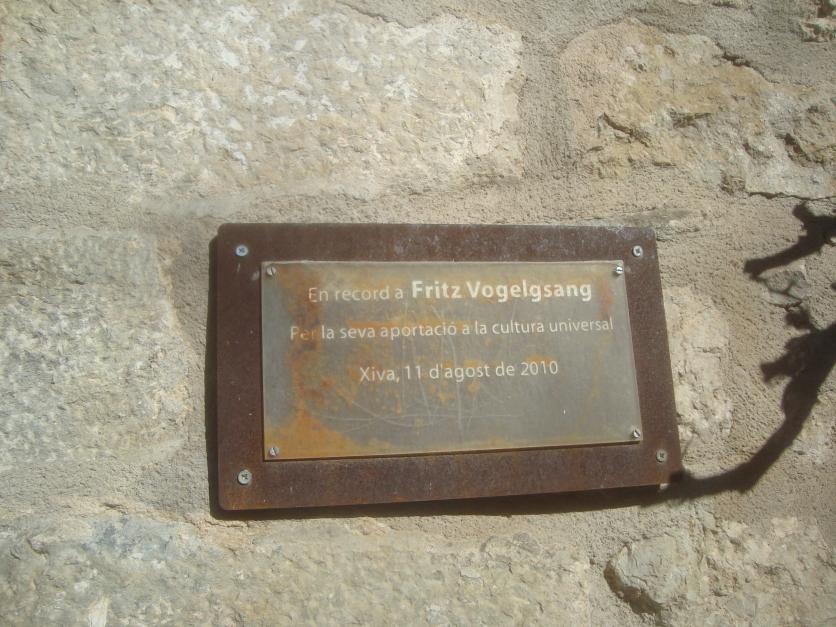 En record a Fritz Vogelgsang
Per la seva aportació a la cultura universal
Xiva, 11 d'agost de 2010